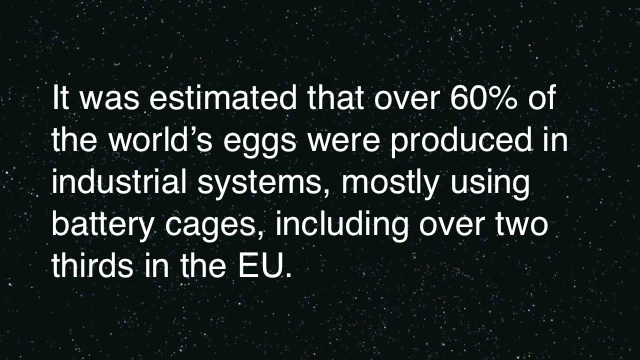 It was estimated that over 60% of
the world’s eggs were produced in
industrial systems, mostly using
battery cages, including over two
thirds in the EU.